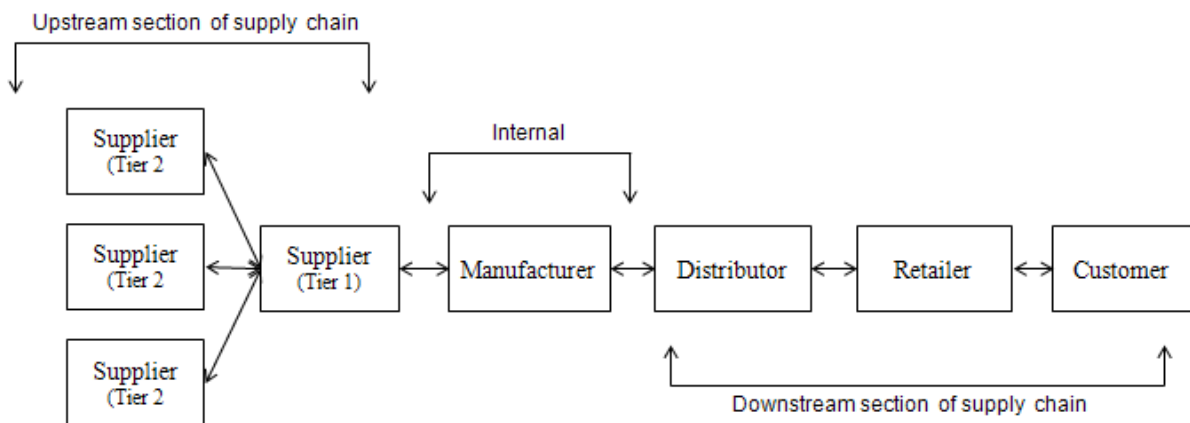 Upstream section of supply chain
Supplier
(Tier 2
Internal
Supplier
(Tier 2
Supplier
(Tier 1)
Manufacturer
Distributor
Retailer
Customer
Supplier
(Tier 2
Downstream section of supply chain